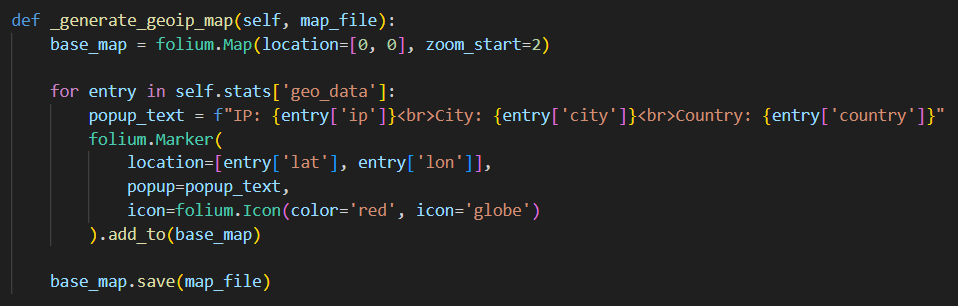 def _generate_geoip_map(self, map_file):
    base_map = folium.Map(location=[0, 0], zoom_start=2)

    for entry in self.stats['geo_data']:
        popup_text = f"IP: {entry['ip']}<br>City: {entry['city']}<br>Country: {entry['country']}"
        folium.Marker(
            location=[entry['lat'], entry['lon']],
            popup=popup_text,
            icon=folium.Icon(color='red', icon='globe')
        ).add_to(base_map)

    base_map.save(map_file)